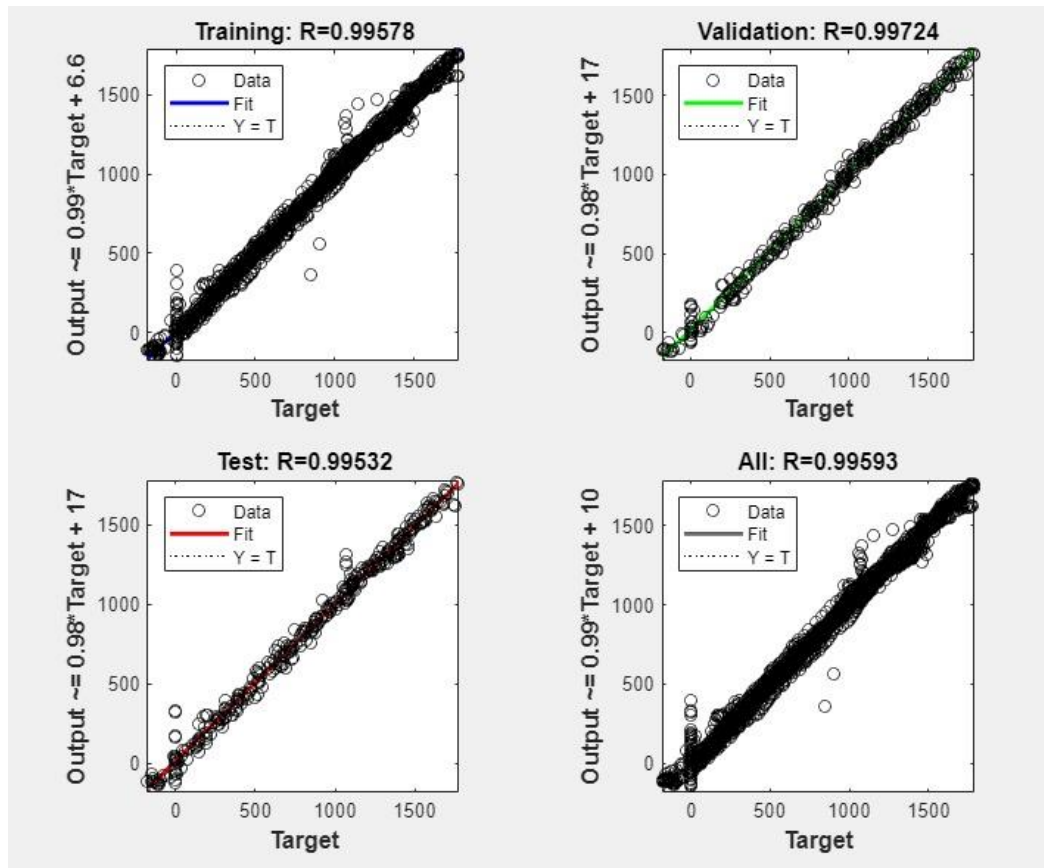 Training: R=0.99578
Output ~= 0.99*Target + 6.6
Data
Fit
Y = T
1500
1000
500
0
0 500 1000 1500
Target
Validation: R=0.99724
Output ~= 0.98*Target + 17
Data
Fit
Y = T
1500
1000
500
0
0 500 1000 1500
Target
Test: R=0.99532
Output ~= 0.98*Target + 17
Data
Fit
Y = T
1500
1000
500
0
0 500 1000 1500
Target
All: R=0.99593
Output ~= 0.99*Target + 10
Data
Fit
Y = T
1500
1000
500
0
0 500 1000 1500
Target